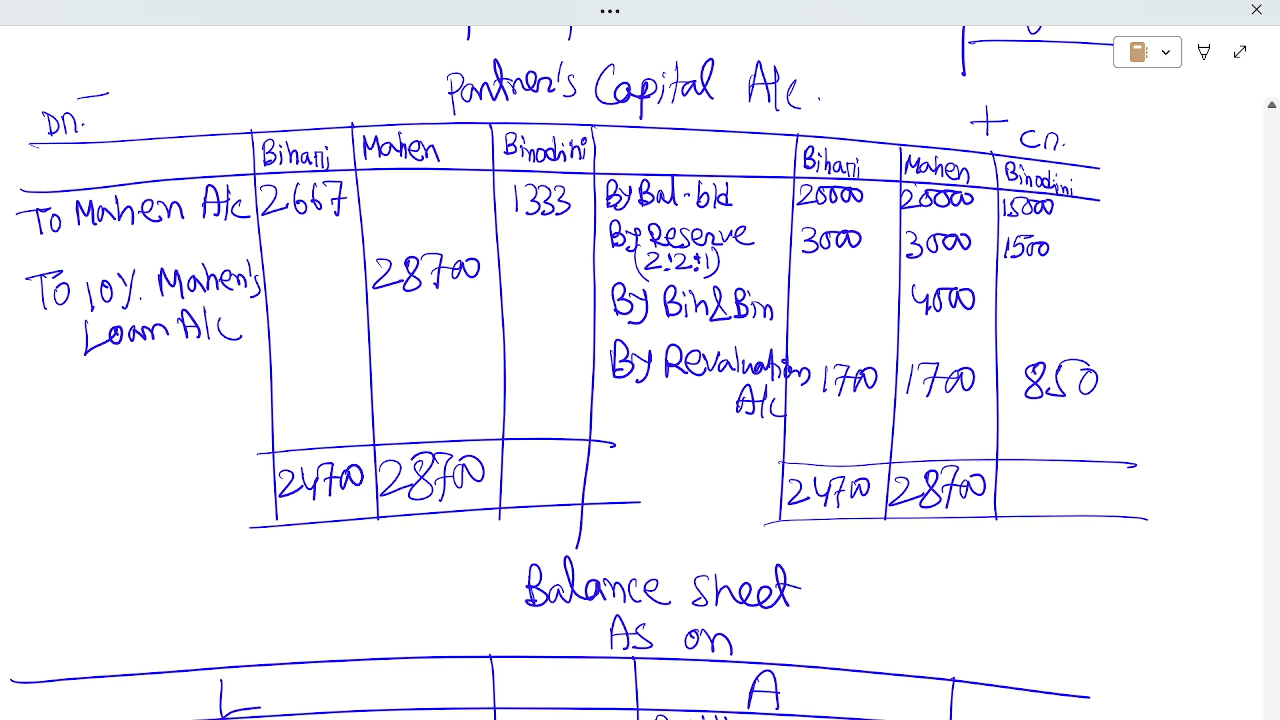 Partner's Capital A/c.
Dr. Cr.
Bihari Mahen Binodini Bihari Mahen Binodini
To Mahen A/c 2667 1333 By Bal-b/d 20000 20000 15000
By Reserve 3000 3000 1500
(2:2:1)
To 10% Mahen's 28700
Loan A/c
By Bih & Bin 4000
By Revaluation 1700 1700 850
A/c
24700 28700 24700 28700
Balance sheet
As on
L A